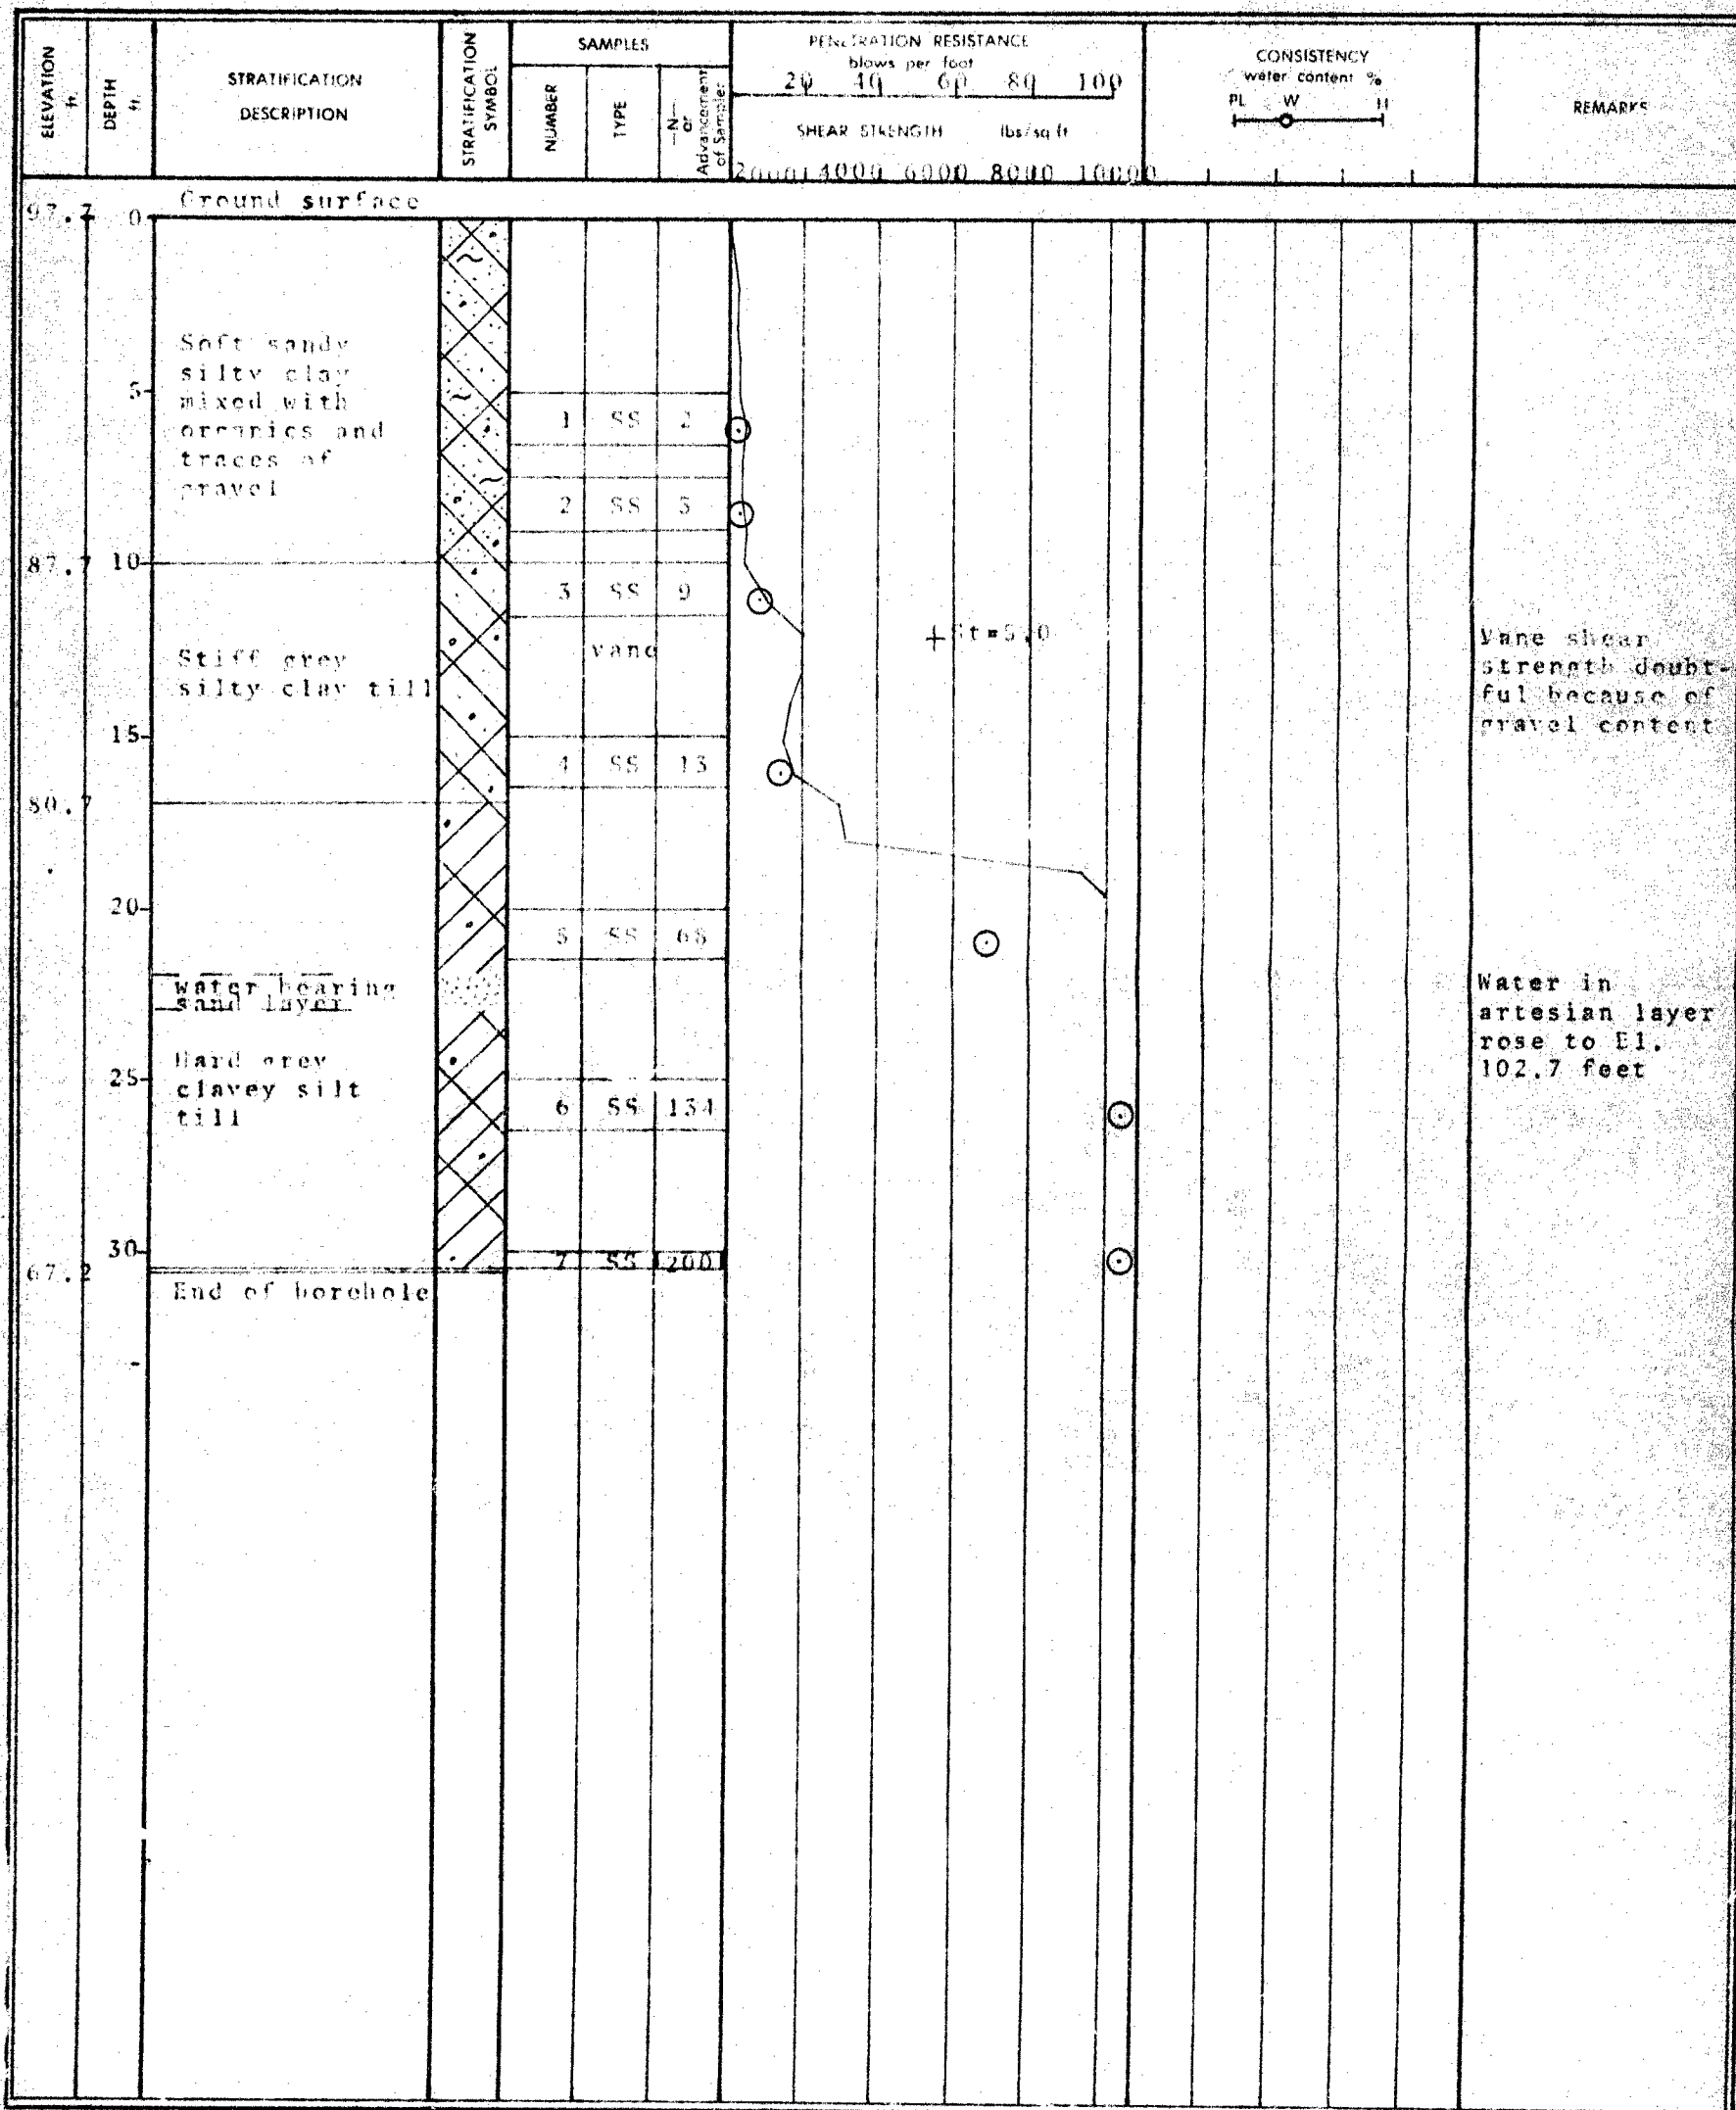 ELEVATION ft.
DEPTH ft.
STRATIFICATION DESCRIPTION
STRATIFICATION SYMBOL
SAMPLES
NUMBER
TYPE
—N— or Advancement of Sampler
PENETRATION RESISTANCE
blows per foot
20 40 60 80 100
SHEAR STRENGTH lbs/sq ft
2000 4000 6000 8000 10000
CONSISTENCY
water content %
PL W
REMARKS
Ground surface
97.7 0
Soft sandy
silty clay
5
mixed with
organics and
traces of
gravel
1 SS 2
2 SS
87.7 10
3 SS 9
vane
+St=5.0
Stiff grey
silty clay till
Vane shear
strength doubt-
ful because of
gravel content
15
4 SS 13
80.7
20
5 SS 68
water bearing
sand layer
Water in
artesian layer
rose to El.
102.7 feet
Hard grey
25
clayey silt
till
6 SS 134
30
7 SS 200
67.2
End of borehole